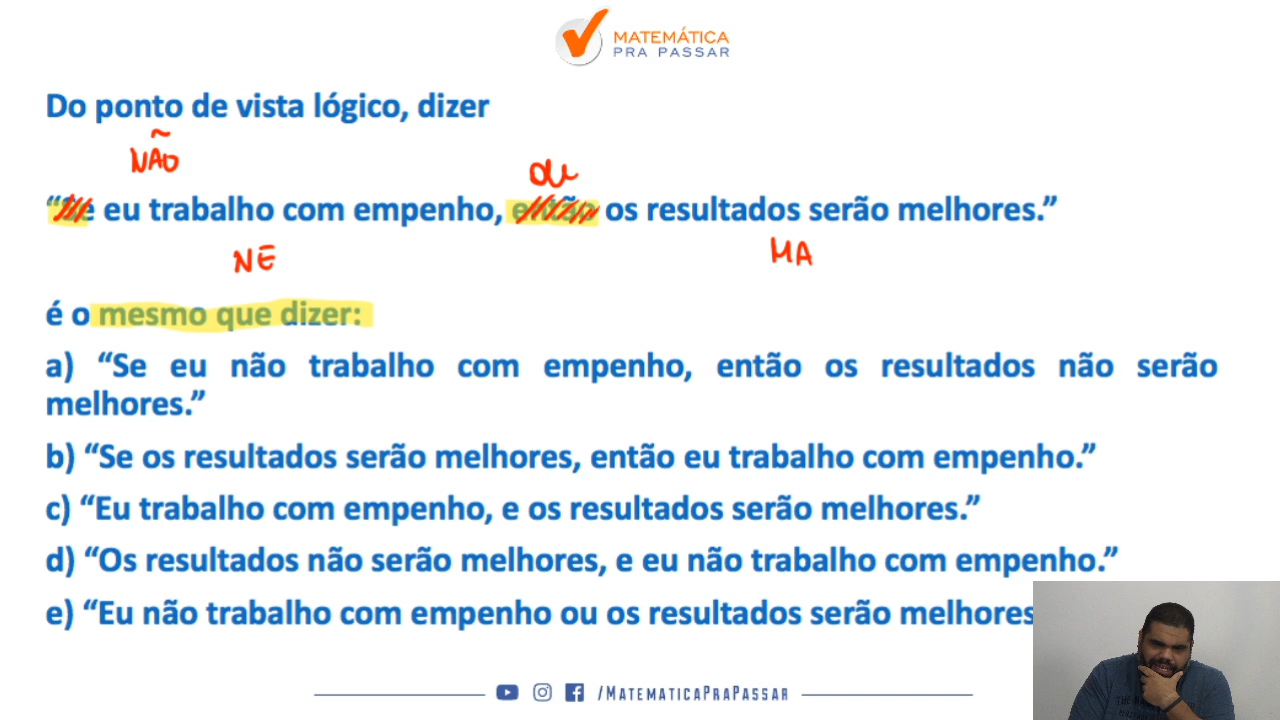 MATEMÁTICA
PRA PASSAR
Do ponto de vista lógico, dizer
NÃO
OU
“Se eu trabalho com empenho, então os resultados serão melhores.”
NE
MA
é o mesmo que dizer:
a) “Se eu não trabalho com empenho, então os resultados não serão
melhores.”
b) “Se os resultados serão melhores, então eu trabalho com empenho.”
c) “Eu trabalho com empenho, e os resultados serão melhores.”
d) “Os resultados não serão melhores, e eu não trabalho com empenho.”
e) “Eu não trabalho com empenho ou os resultados serão melhores
/MATEMATICAPRAPASSAR